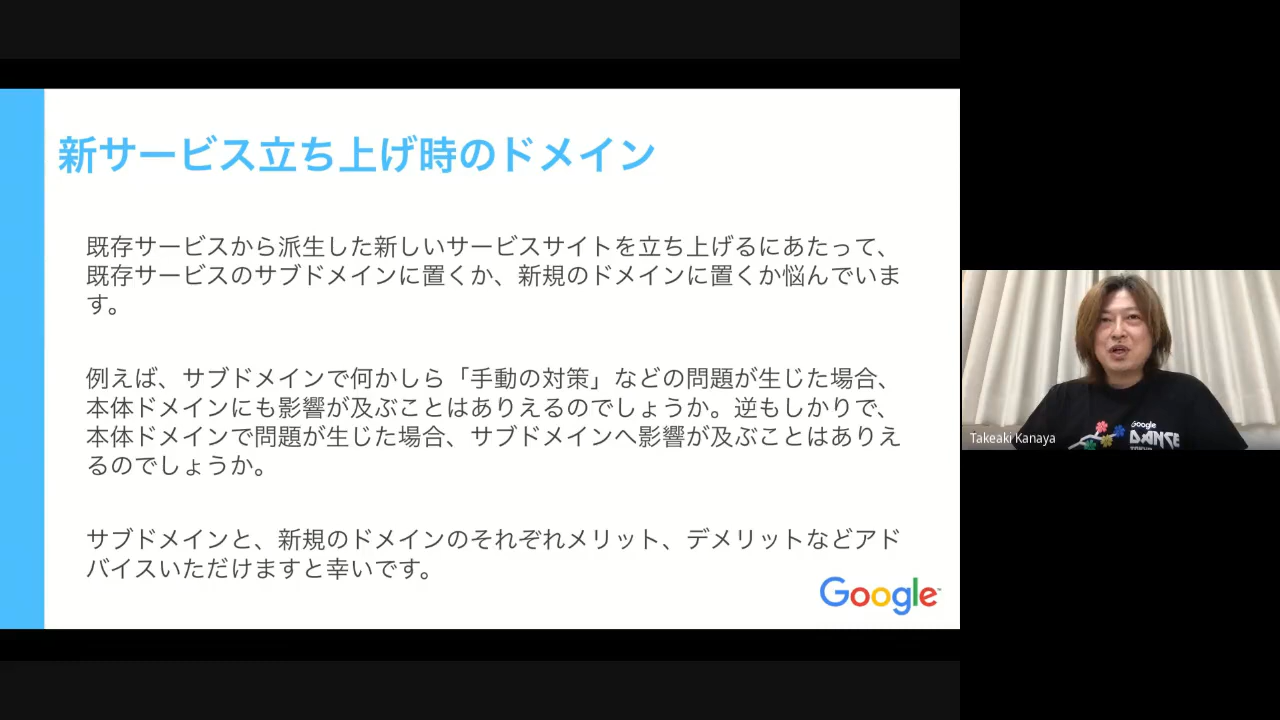 新サービス立ち上げ時のドメイン
既存サービスから派生した新しいサービスサイトを立ち上げるにあたって、
既存サービスのサブドメインに置くか、新規のドメインに置くか悩んでいま
す。
例えば、サブドメインで何かしら「手動の対策」などの問題が生じた場合、
本体ドメインにも影響が及ぶことはありえるのでしょうか。逆もしかりで、
本体ドメインで問題が生じた場合、サブドメインへ影響が及ぶことはありえ
るのでしょうか。
サブドメインと、新規のドメインのそれぞれメリット、デメリットなどアド
バイスいただけますと幸いです。
Google
Takeaki Kanaya
Google
DANCE
TOKYO